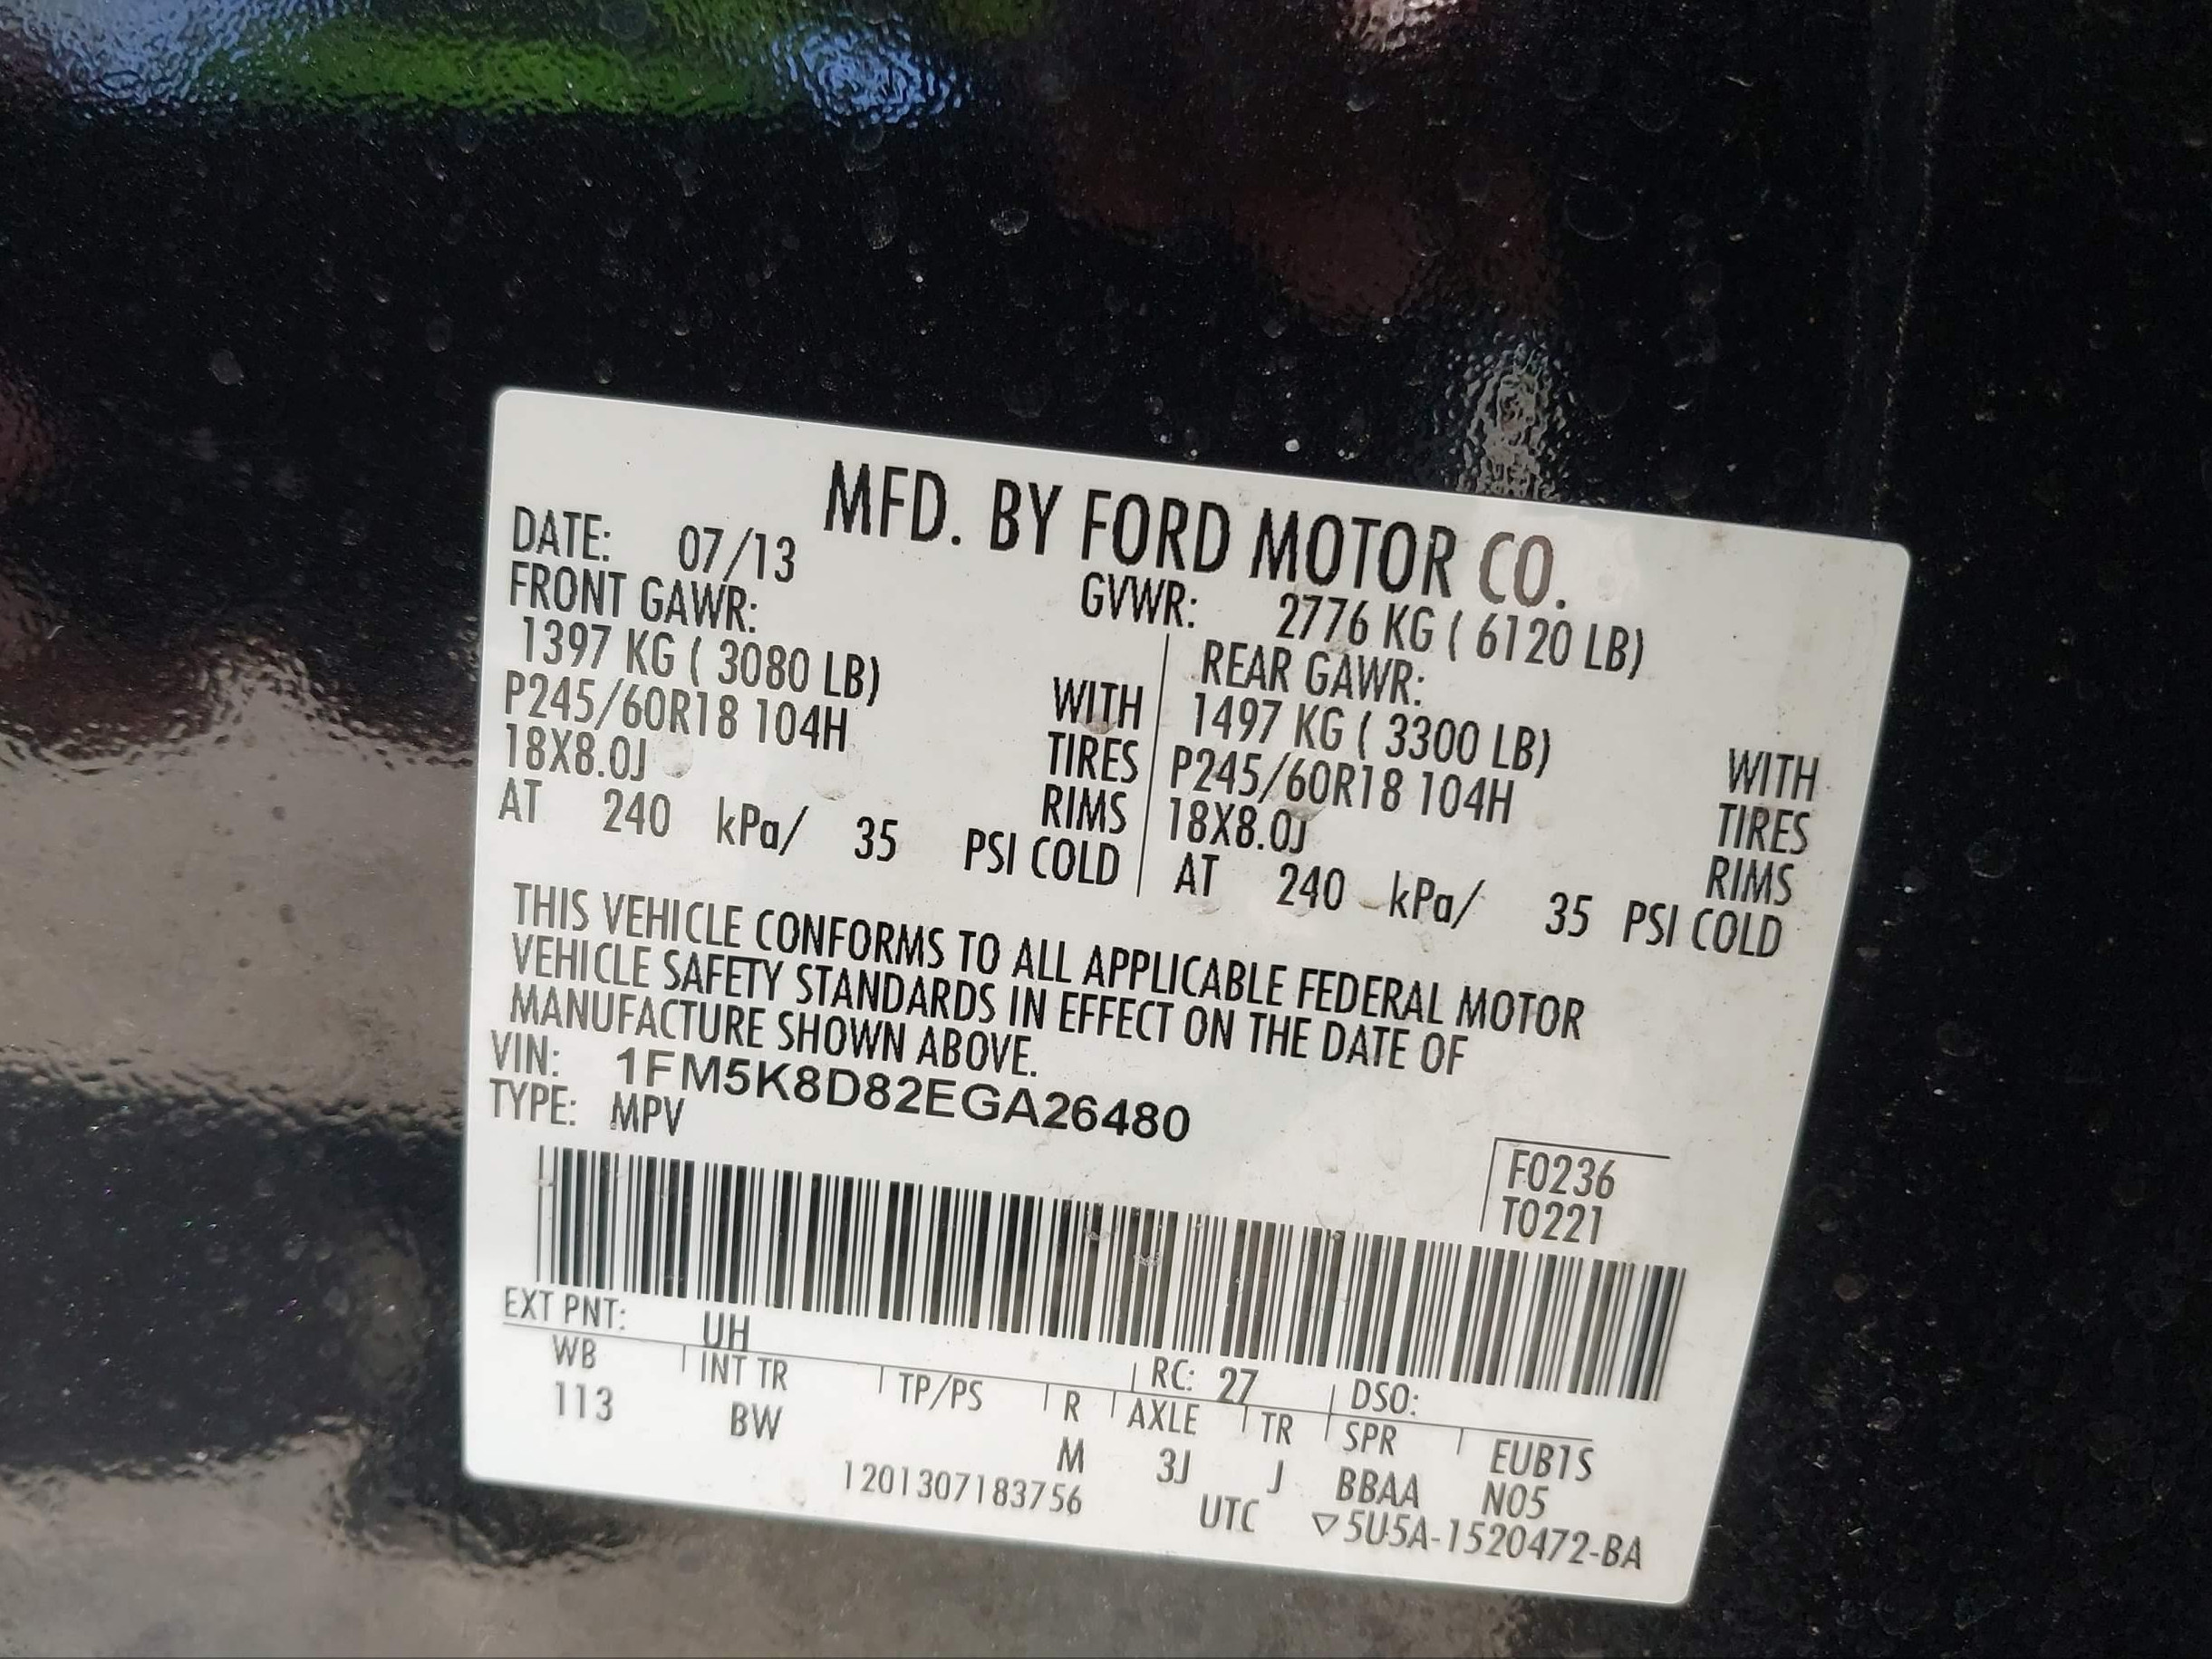 MFD. BY FORD MOTOR CO.
DATE: 07/13 GVWR: 2776 KG ( 6120 LB)
FRONT GAWR: REAR GAWR:
1397 KG ( 3080 LB) WITH 1497 KG ( 3300 LB) WITH
P245/60R18 104H TIRES P245/60R18 104H TIRES
18X8.0J RIMS 18X8.0J RIMS
AT 240 kPa/ 35 PSI COLD AT 240 kPa/ 35 PSI COLD
THIS VEHICLE CONFORMS TO ALL APPLICABLE FEDERAL MOTOR
VEHICLE SAFETY STANDARDS IN EFFECT ON THE DATE OF
MANUFACTURE SHOWN ABOVE.
VIN: 1FM5K8D82EGA26480
TYPE: MPV
F0236
T0221
EXT PNT: UH RC: 27 DSO:
WB INT TR TP/PS R AXLE TR SPR EUB1S
113 BW M 3J J BBAA N05
1201307183756 UTC ▽5U5A-1520472-BA